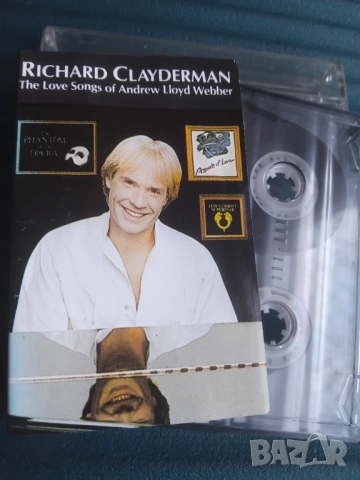 RICHARD CLAYDERMAN
The Love Songs of Andrew Lloyd Webber
The
PHANTOM
of the
OPERA
Aspects of Love
JESUS CHRIST
SUPERSTAR
BAZAR